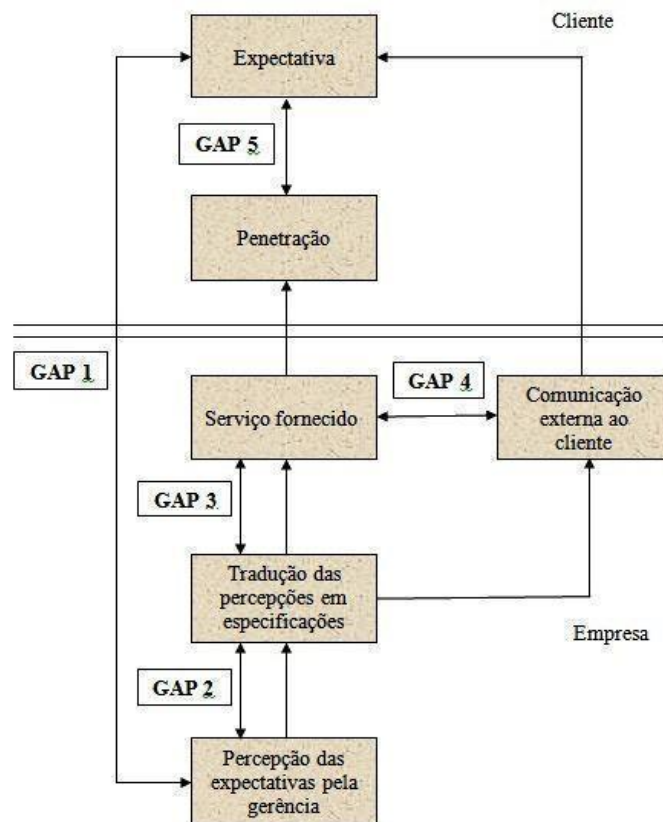 Cliente
Expectativa
GAP 5
Penetração
GAP 1
GAP 4
Serviço fornecido
Comunicação
externa ao
cliente
GAP 3
Tradução das
percepções em
especificações
Empresa
GAP 2
Percepção das
expectativas pela
gerência